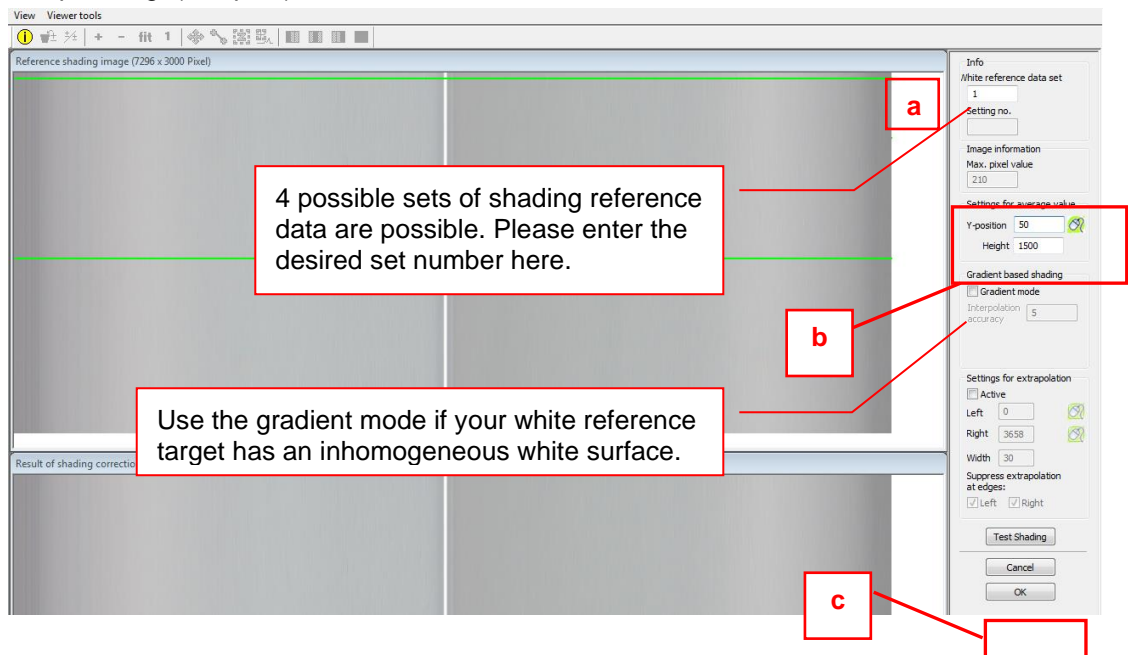 View Viewer tools
+ - fit 1
Reference shading image (7296 x 3000 Pixel)
a
4 possible sets of shading reference
data are possible. Please enter the
desired set number here.
b
Use the gradient mode if your white reference
target has an inhomogeneous white surface.
Result of shading correctio
c
Info
White reference data set
1
Setting no.
Image information
Max. pixel value
210
Settings for average value
Y-position 50
Height 1500
Gradient based shading
Gradient mode
Interpolation
accuracy 5
Settings for extrapolation
Active
Left 0
Right 3658
Width 30
Suppress extrapolation
at edges:
Left Right
Test Shading
Cancel
OK